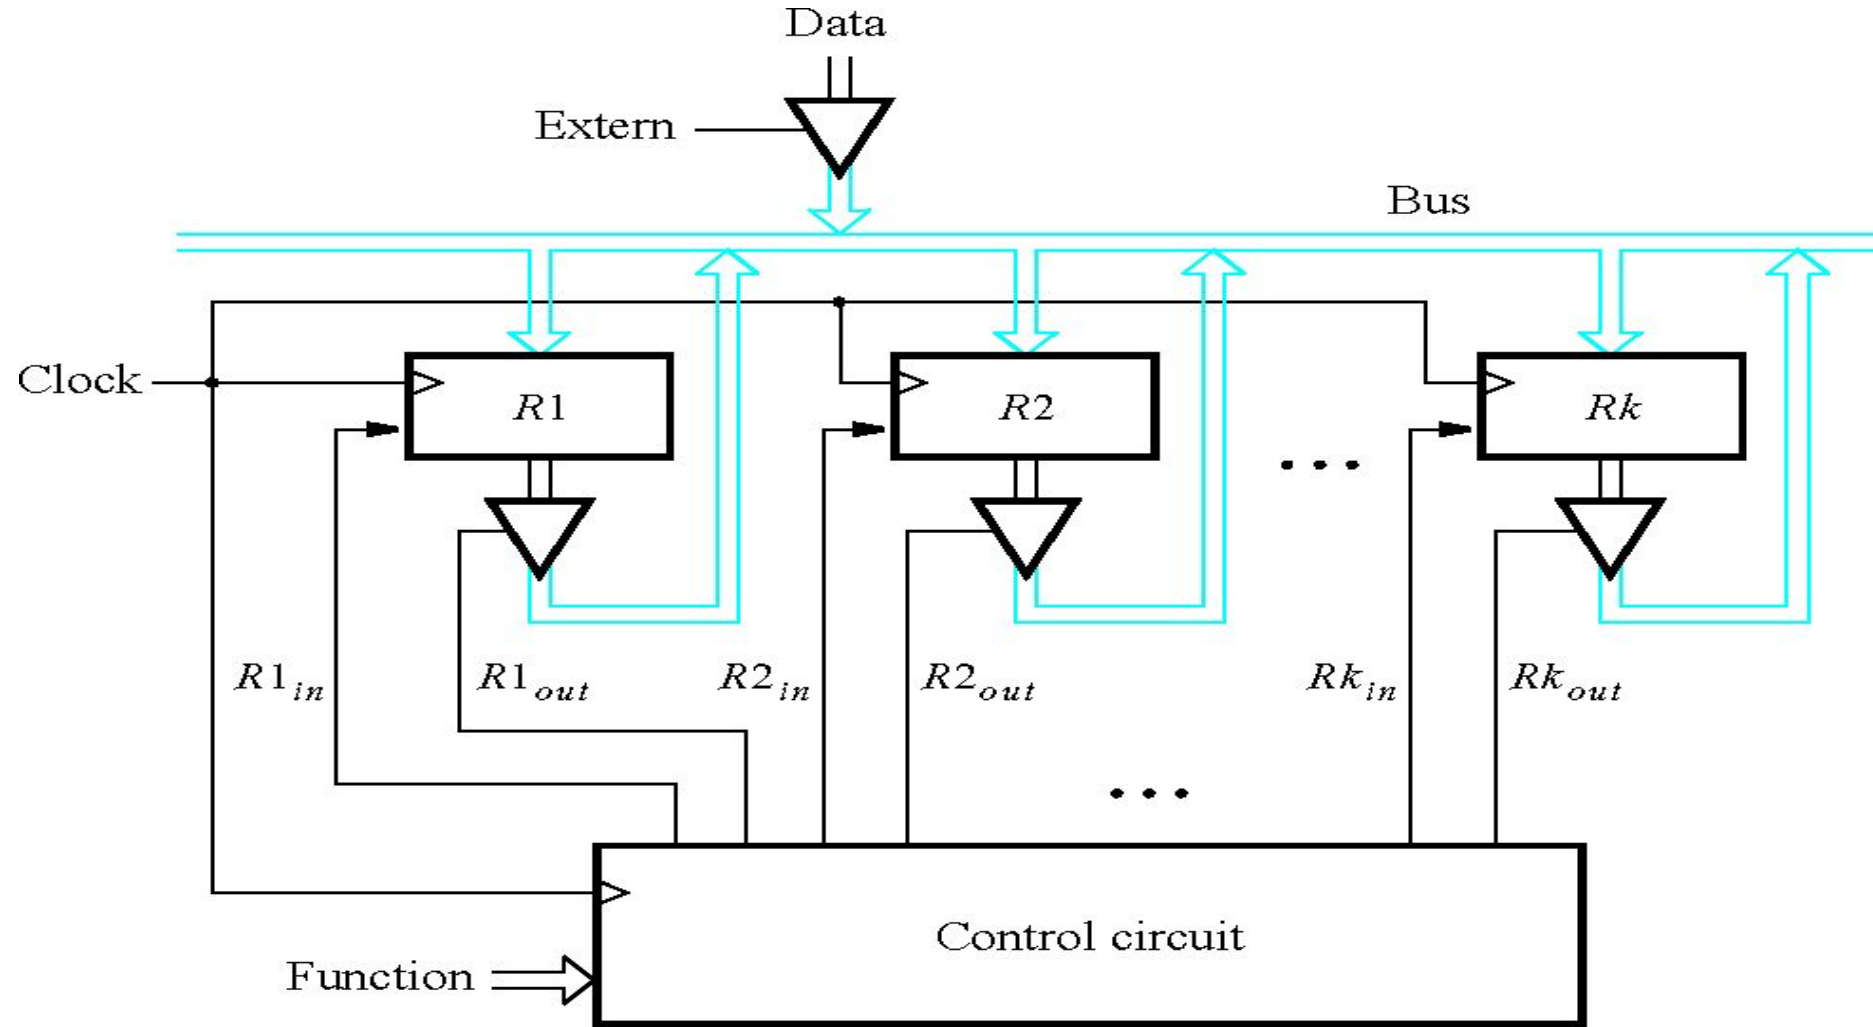 Data
Extern
Bus
Clock
R1
R2
Rk
R1in
R1out
R2in
R2out
Rkin
Rkout
Control circuit
Function